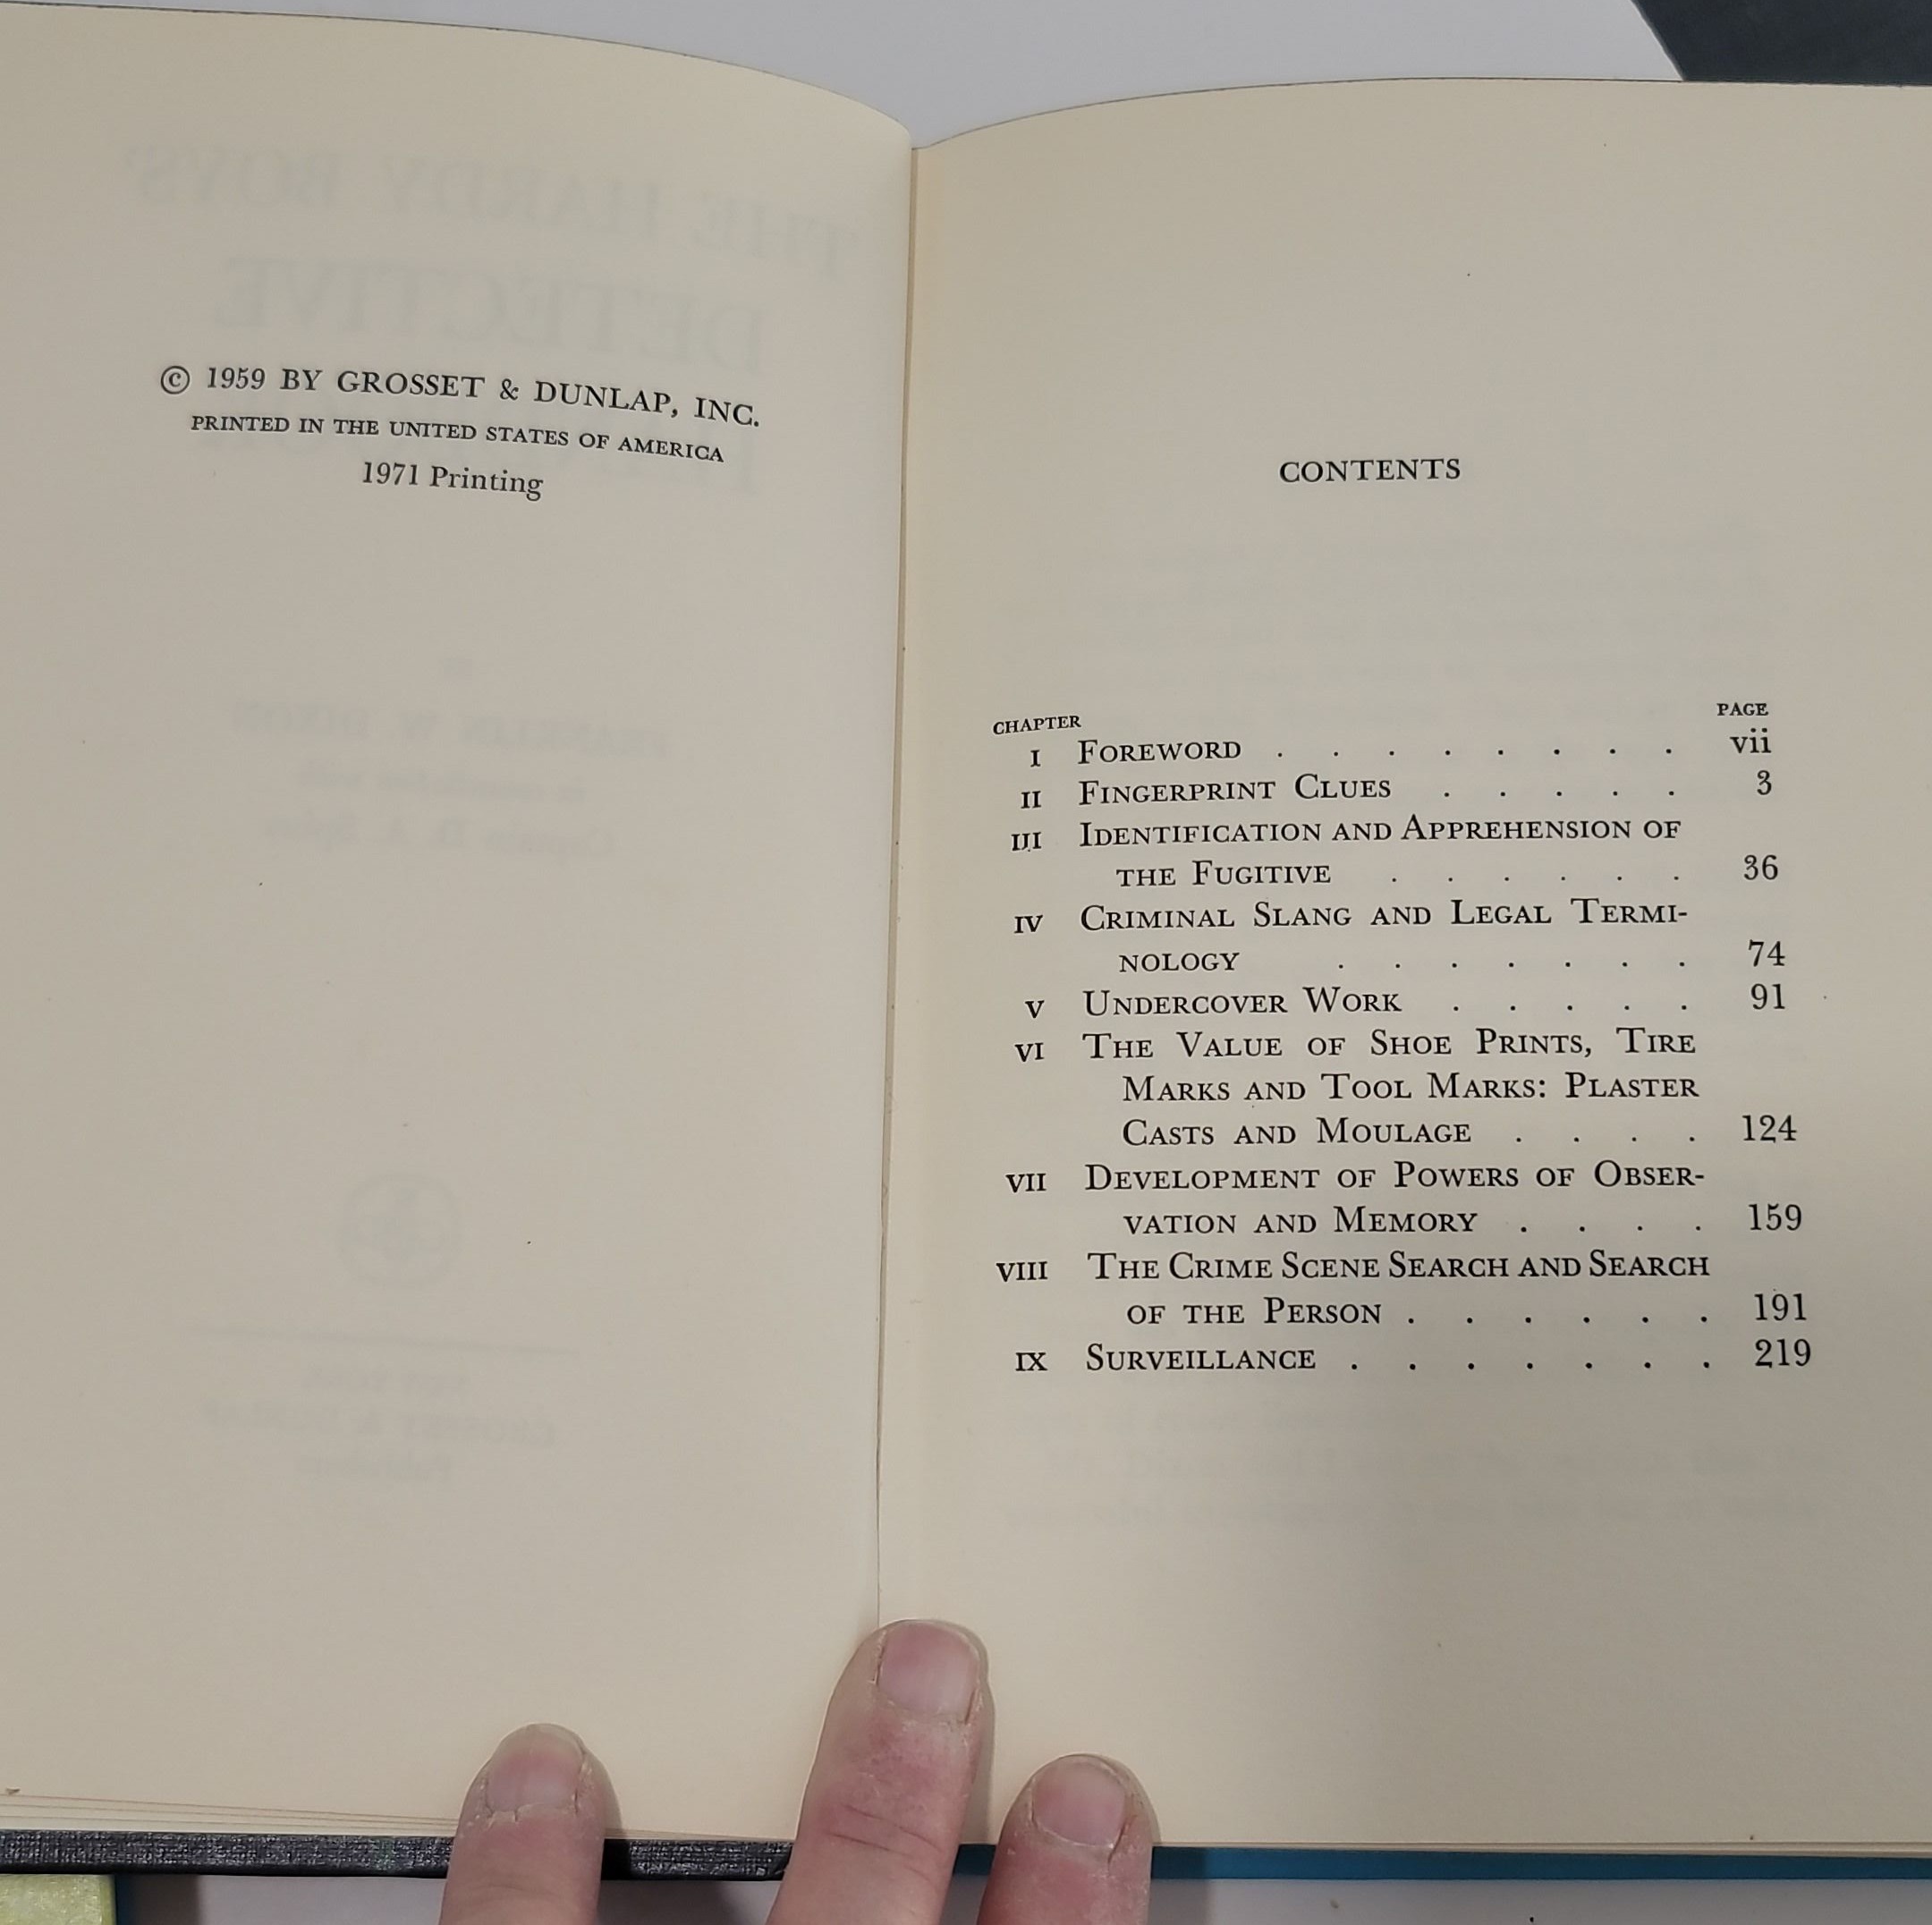 © 1959 BY GROSSET & DUNLAP, INC.
PRINTED IN THE UNITED STATES OF AMERICA
1971 Printing
CONTENTS
CHAPTER PAGE
I FOREWORD . . . . . . . . vii
II FINGERPRINT CLUES . . . . . 3
III IDENTIFICATION AND APPREHENSION OF
THE FUGITIVE . . . . . . 36
IV CRIMINAL SLANG AND LEGAL TERMI-
NOLOGY . . . . . . . 74
V UNDERCOVER WORK . . . . . 91
VI THE VALUE OF SHOE PRINTS, TIRE
MARKS AND TOOL MARKS: PLASTER
CASTS AND MOULAGE . . . . 124
VII DEVELOPMENT OF POWERS OF OBSER-
VATION AND MEMORY . . . . 159
VIII THE CRIME SCENE SEARCH AND SEARCH
OF THE PERSON . . . . . . 191
IX SURVEILLANCE . . . . . . . 219